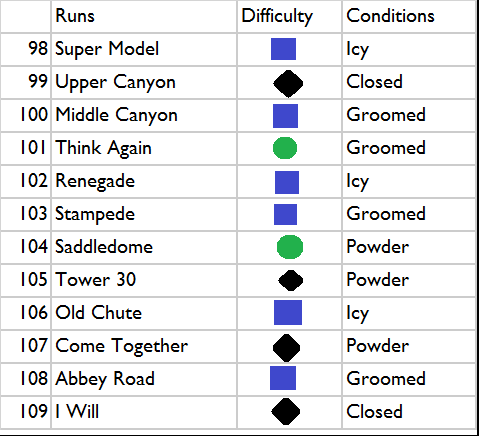 Runs Difficulty Conditions
98 Super Model Icy
99 Upper Canyon Closed
100 Middle Canyon Groomed
101 Think Again Groomed
102 Renegade Icy
103 Stampede Groomed
104 Saddledome Powder
105 Tower 30 Powder
106 Old Chute Icy
107 Come Together Powder
108 Abbey Road Groomed
109 I Will Closed